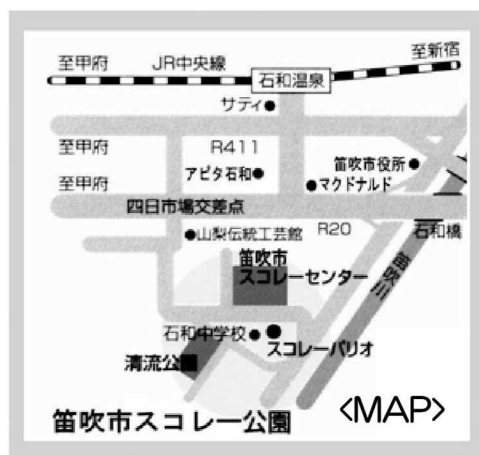 至甲府
JR中央線
至新宿
石和温泉
サティ
至甲府
R411
アピタ石和
笛吹市役所
至甲府
マクドナルド
四日市場交差点
山梨伝統工芸館
R20
石和橋
笛吹市
スコレーセンター
笛吹川
石和中学校
スコレーパリオ
清流公園
笛吹市スコレー公園
<MAP>